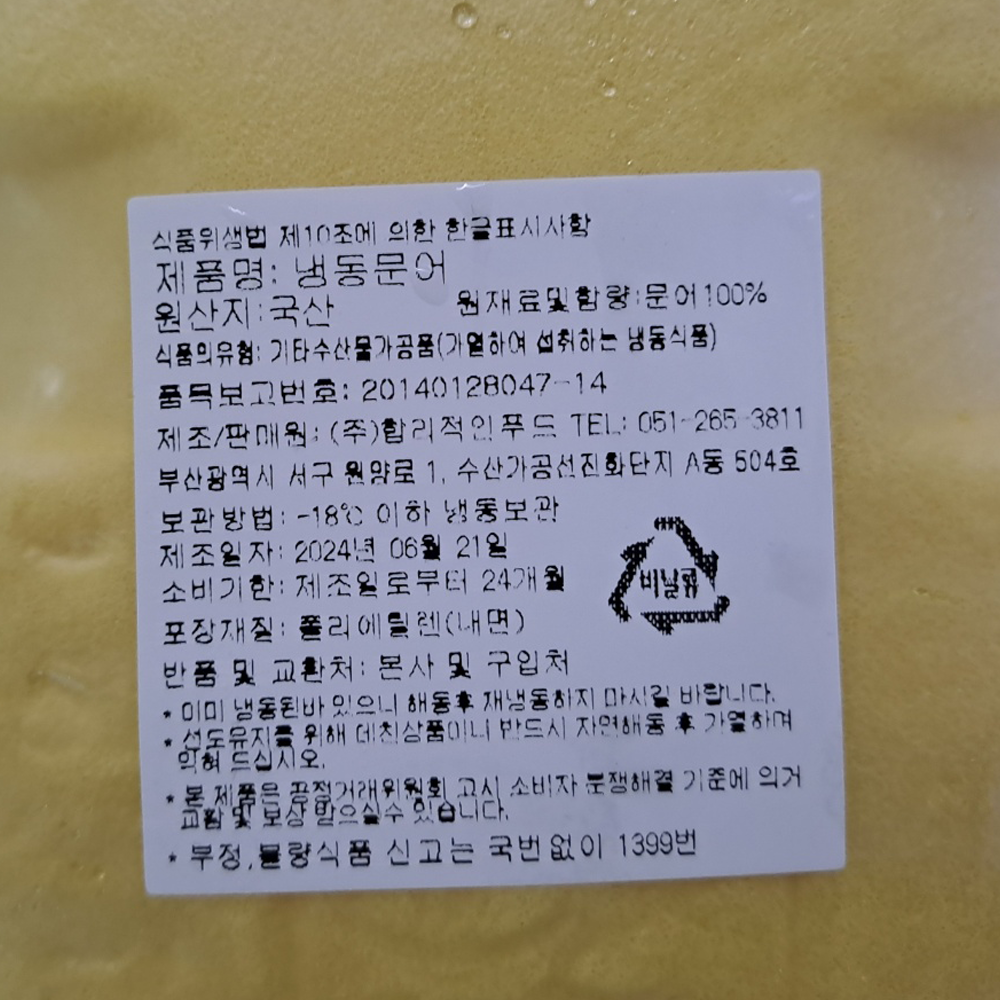 식품위생법 제10조에 의한 한글표시사항
제품명: 냉동문어
원산지:국산 원재료및함량:문어100%
식품의유형: 기타수산물가공품(가열하여 섭취하는 냉동식품)
품목보고번호: 20140128047-14
제조/판매원: (주)합리적인푸드 TEL: 051-265-3811
부산광역시 서구 원양로 1, 수산가공선진화단지 A동 504호
보관방법: -18℃ 이하 냉동보관
제조일자: 2024년 06월 21일
소비기한: 제조일로부터 24개월
비닐류
포장재질: 폴리에틸렌(내면)
반품 및 교환처: 본사 및 구입처
* 이미 냉동된바 있으니 해동후 재냉동하지 마시길 바랍니다.
* 선도유지를 위해 데친상품이니 반드시 자연해동 후 가열하여
익혀 드십시오.
* 본 제품은 공정거래위원회 고시 소비자 분쟁해결 기준에 의거
교환 및 보상 받으실수 있습니다.
* 부정,불량식품 신고는 국번없이 1399번